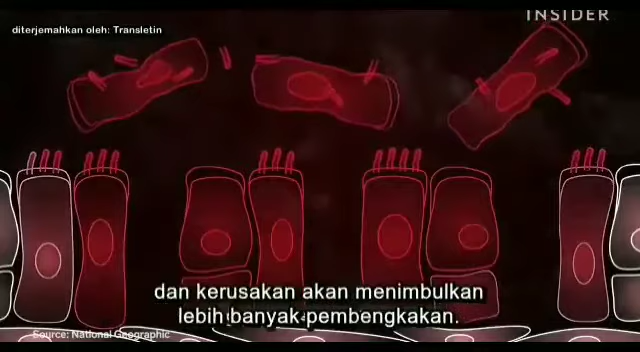 INSIDER
diterjemahkan oleh: Transletin
dan kerusakan akan menimbulkan
lebih banyak pembengkakan.
Source: National Geographic